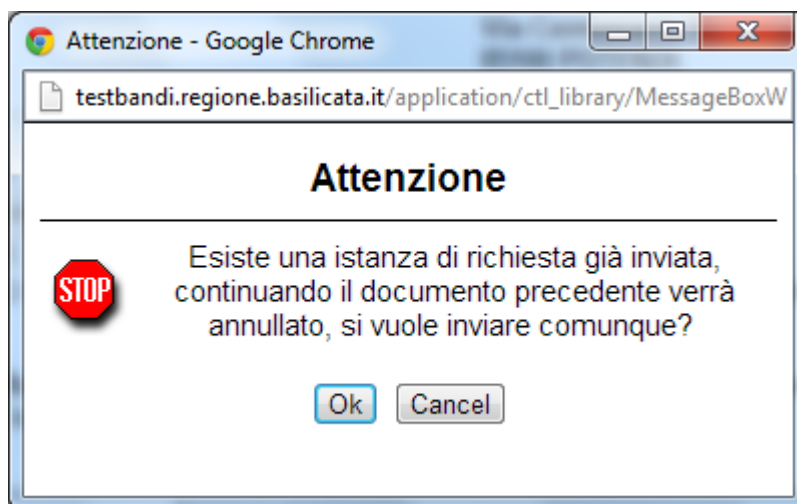 Attenzione - Google Chrome
testbandi.regione.basilicata.it/application/ctl_library/MessageBoxW
Attenzione
STOP
Esiste una istanza di richiesta già inviata,
continuando il documento precedente verrà
annullato, si vuole inviare comunque?
Ok Cancel